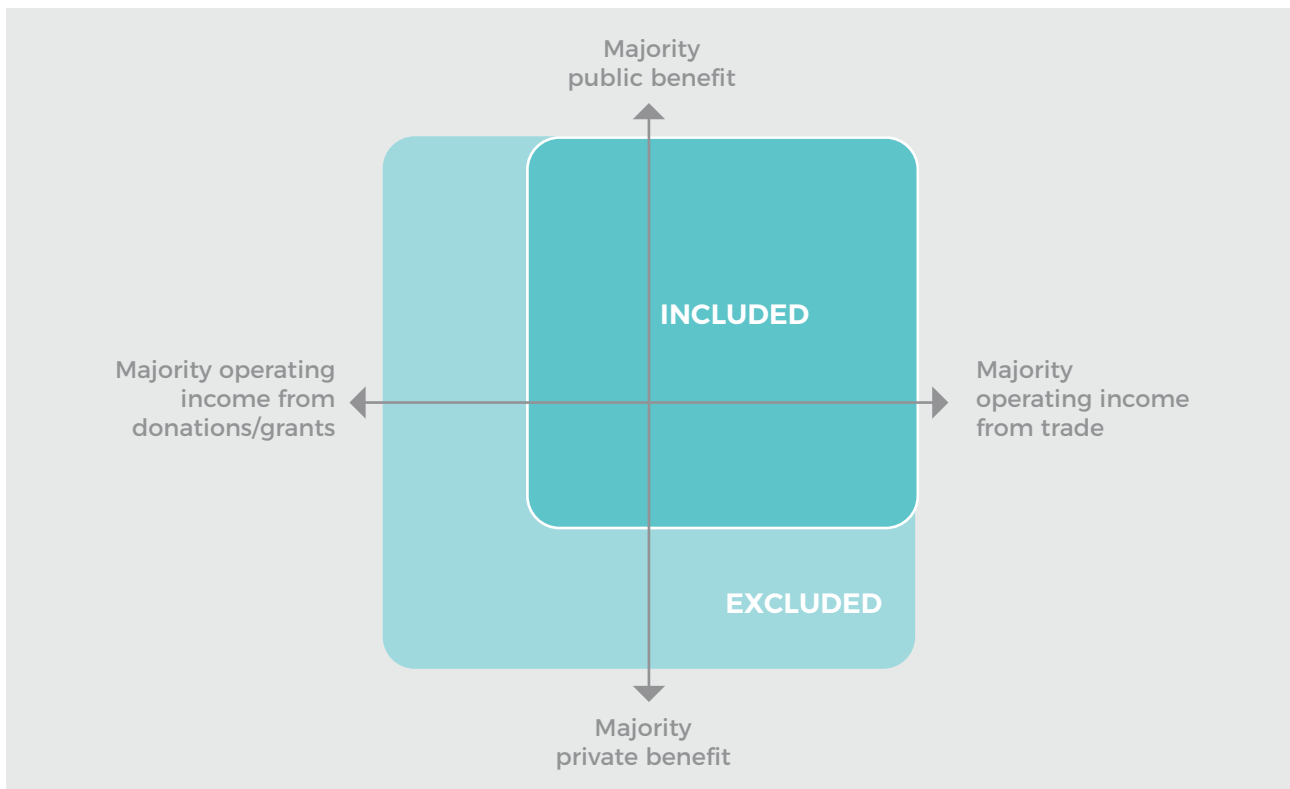 Majority
public benefit
INCLUDED
Majority operating
income from
donations/grants
Majority
operating income
from trade
EXCLUDED
Majority
private benefit